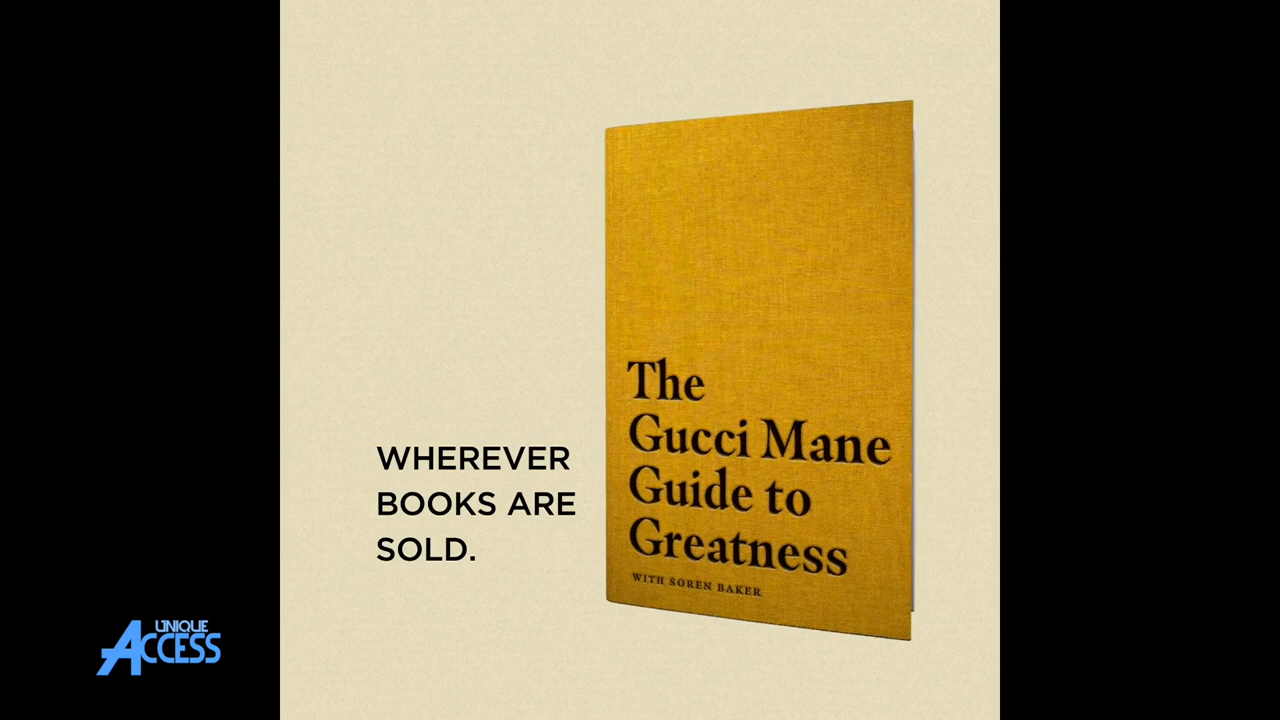 WHEREVER
BOOKS ARE
SOLD.
The
Gucci Mane
Guide to
Greatness
WITH SOREN BAKER
UNIQUE
ACCESS